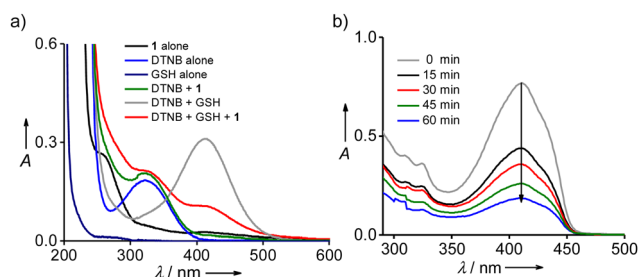 a)
0.6
0.3
0.0
A
200 300 400 500 600
λ / nm
1 alone
DTNB alone
GSH alone
DTNB + 1
DTNB + GSH
DTNB + GSH + 1
b)
1.0
0.5
0.0
A
300 350 400 450 500
λ / nm
0 min
15 min
30 min
45 min
60 min